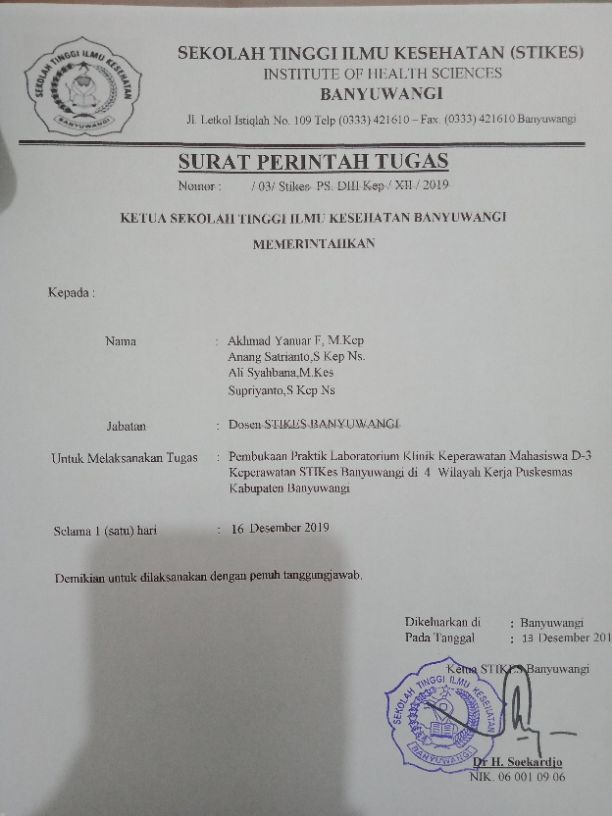 SEKOLAH TINGGI ILMU KESEHATAN
BANYUWANGI
SEKOLAH TINGGI ILMU KESEHATAN (STIKES)
INSTITUTE OF HEALTH SCIENCES
BANYUWANGI
Jl. Letkol Istiqlah No. 109 Telp (0333) 421610 – Fax. (0333) 421610 Banyuwangi
SURAT PERINTAH TUGAS
Nomor : / 03/ Stikes PS. DIII Kep / XII / 2019
KETUA SEKOLAH TINGGI ILMU KESEHATAN BANYUWANGI
MEMERINTAHKAN
Kepada :
Nama : Akhmad Yanuar F, M.Kep
Anang Satrianto,S Kep Ns.
Ali Syahbana,M.Kes
Supriyanto,S Kep Ns
Jabatan : Dosen STIKES BANYUWANGI
Untuk Melaksanakan Tugas : Pembukaan Praktik Laboratorium Klinik Keperawatan Mahasiswa D-3
Keperawatan STIKes Banyuwangi di 4 Wilayah Kerja Puskesmas
Kabupaten Banyuwangi
Selama 1 (satu) hari : 16 Desember 2019
Demikian untuk dilaksanakan dengan penuh tanggungjawab.
Dikeluarkan di : Banyuwangi
Pada Tanggal : 13 Desember 201
Ketua STIKES Banyuwangi
SEKOLAH TINGGI ILMU KESEHATAN
BANYUWANGI
Dr H. Soekardjo
NIK. 06 001 09 06